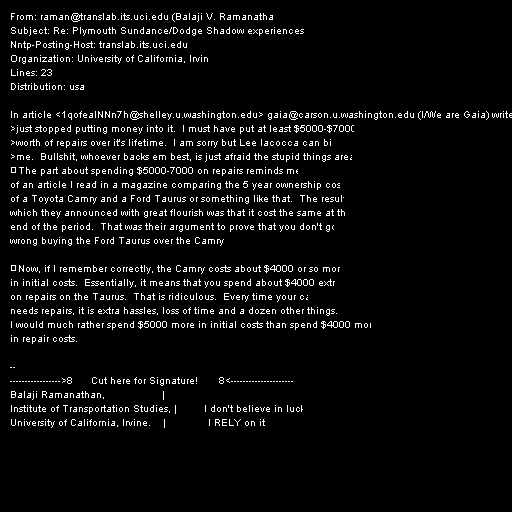 From: raman@translab.its.uci.edu (Balaji V. Ramanatha
Subject: Re: Plymouth Sundance/Dodge Shadow experiences
Nntp-Posting-Host: translab.its.uci.edu
Organization: University of California, Irvin
Lines: 23
Distribution: usa

In article <1qofealNNn7h@shelley.u.washington.edu> gaia@carson.u.washington.edu (I/We are Gaia) write
>just stopped putting money into it.  I must have put at least $5000-$7000
>worth of repairs over it's lifetime.  I am sorry but Lee Iacocca can bi
>me.  Bullshit, whoever backs em best, is just afraid the stupid things area
The part about spending $5000-7000 on repairs reminds me
of an article I read in a magazine comparing the 5 year ownership cos
of a Toyota Camry and a Ford Taurus or something like that.  The resul
which they announced with great flourish was that it cost the same at th
end of the period.  That was their argument to prove that you don't go
wrong buying the Ford Taurus over the Camry

Now, if I remember correctly, the Camry costs about $4000 or so mor
in initial costs.  Essentially, it means that you spend about $4000 extr
on repairs on the Taurus.  That is ridiculous.  Every time your ca
needs repairs, it is extra hassles, loss of time and a dozen other things.
I would much rather spend $5000 more in initial costs than spend $4000 mor
in repair costs.

--
----------------->8      Cut here for Signature!      8<---------------------
Balaji Ramanathan,                   |
Institute of Transportation Studies, |         I don't believe in luck
University of California, Irvine.    |              I RELY on it